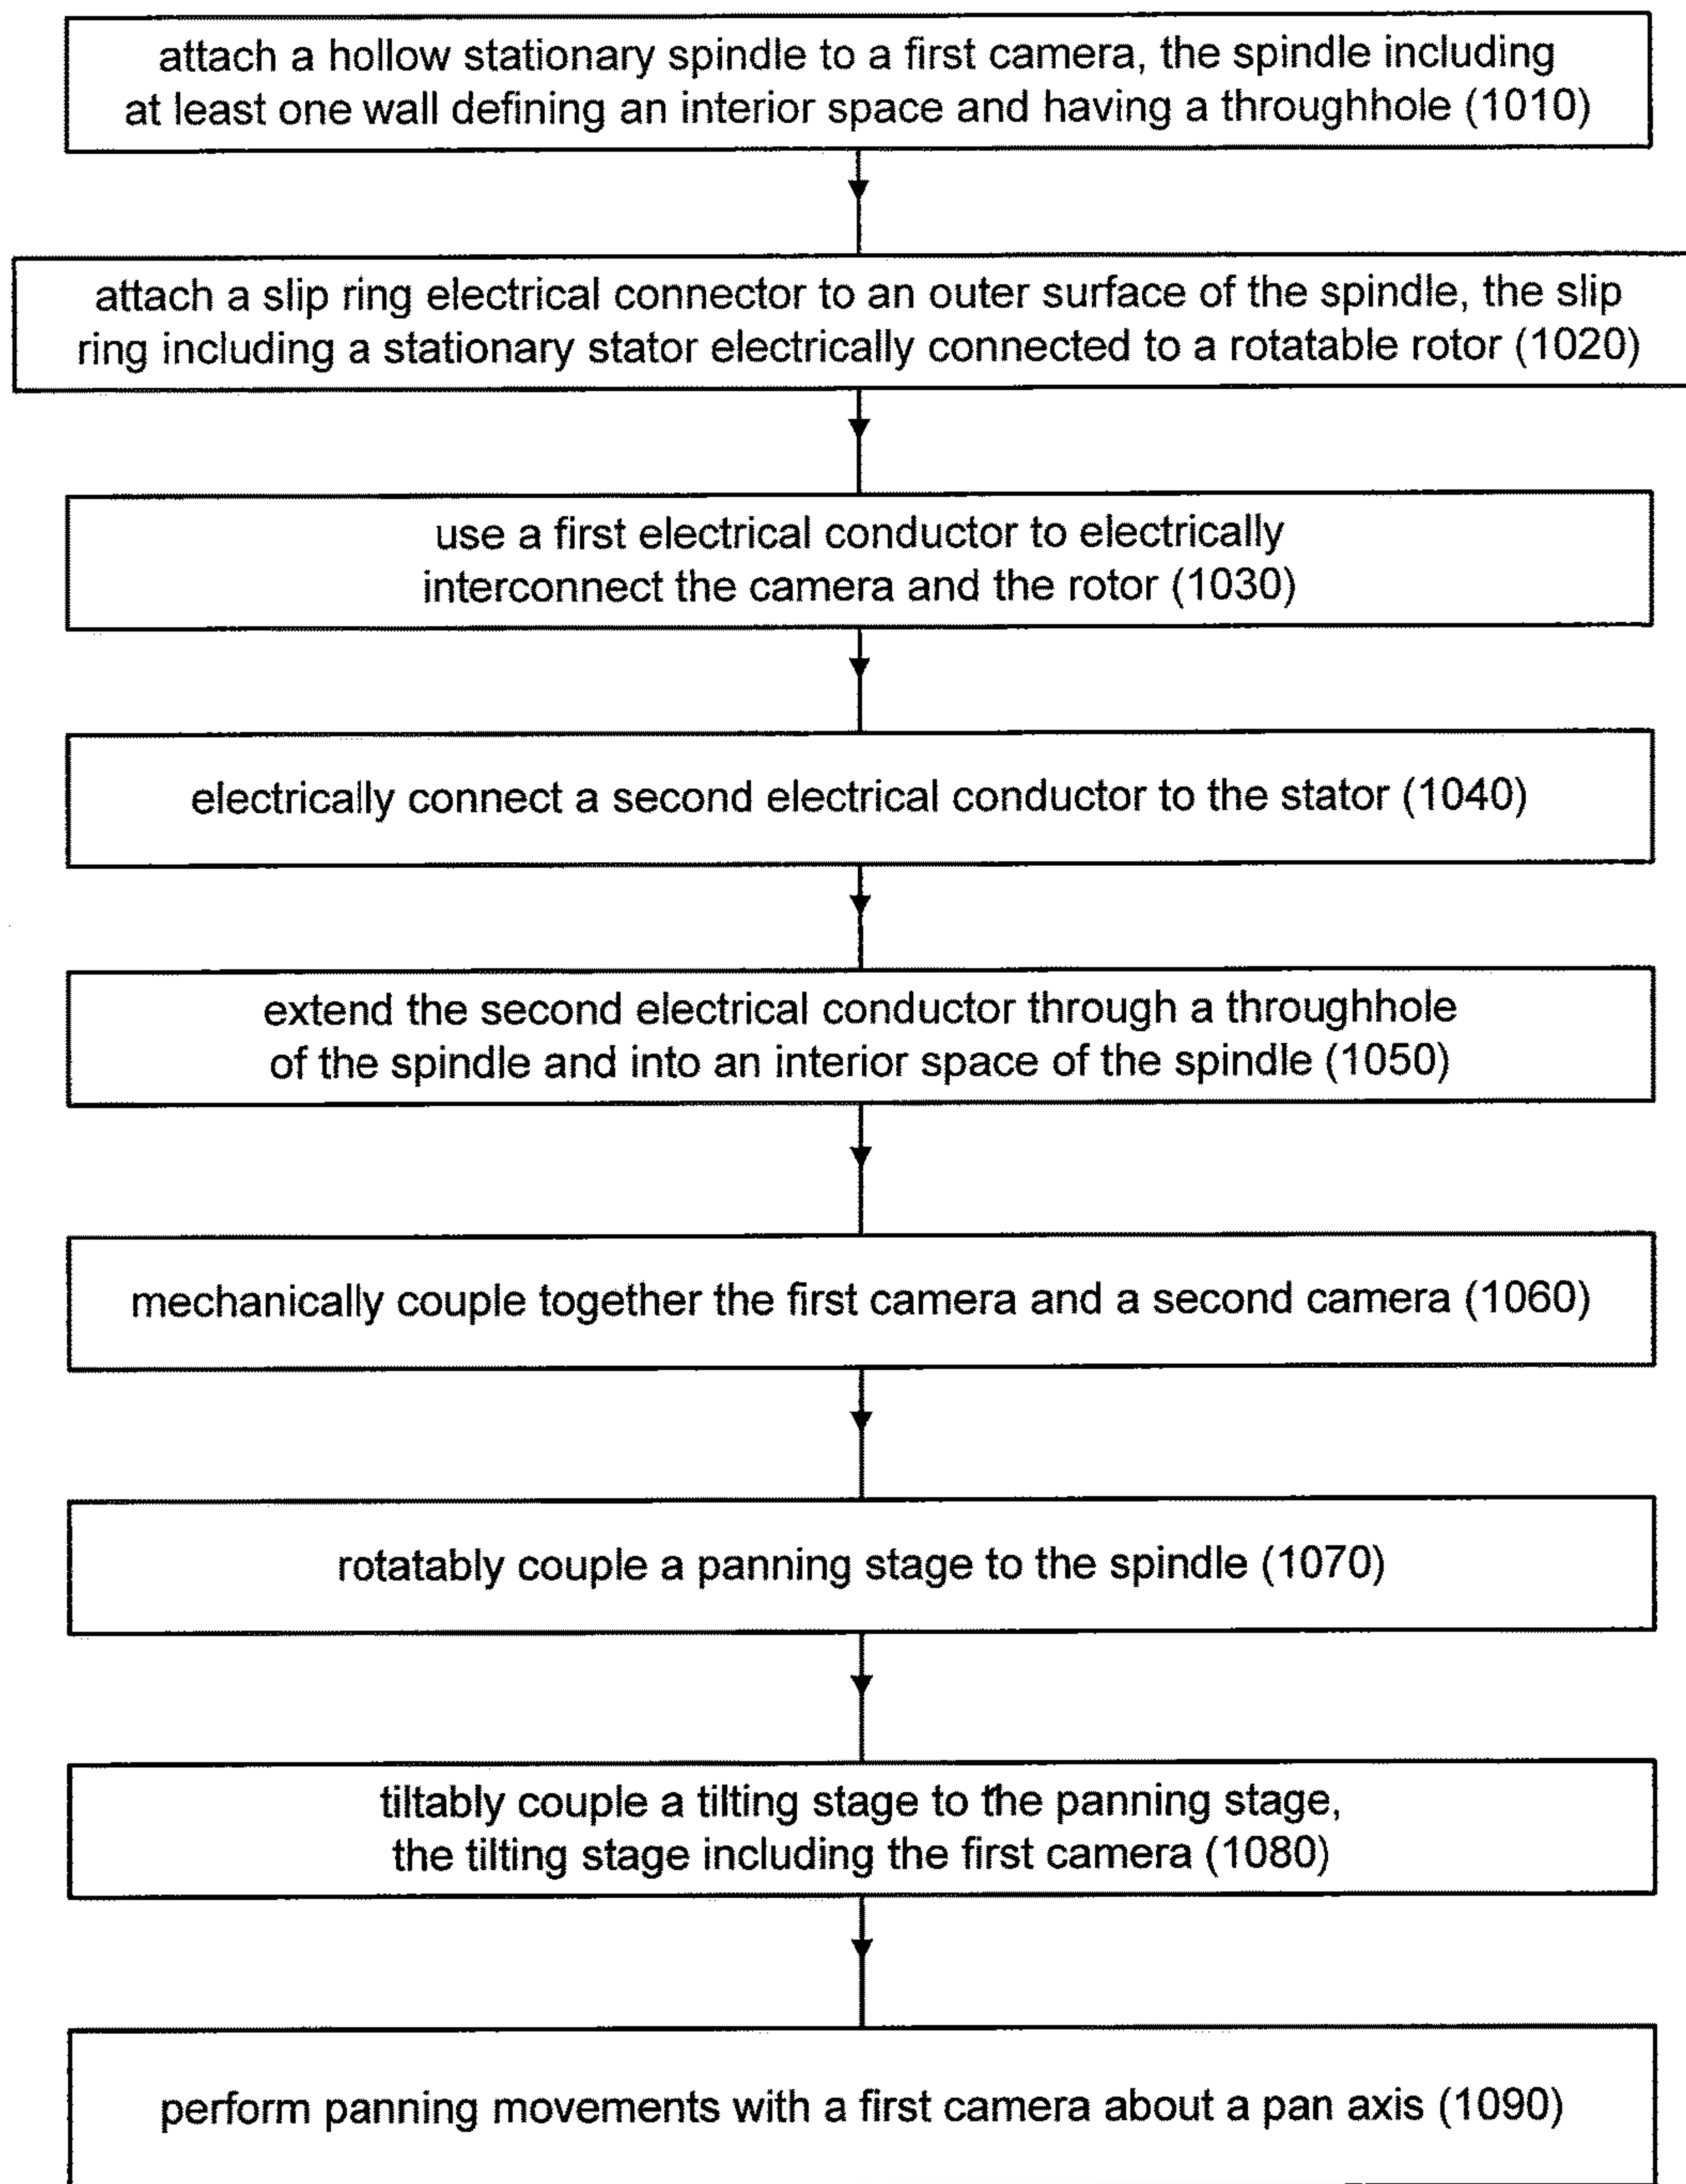 attach a hollow stationary spindle to a first camera, the spindle including
at least one wall defining an interior space and having a throughhole (1010)
attach a slip ring electrical connector to an outer surface of the spindle, the slip
ring including a stationary stator electrically connected to a rotatable rotor (1020)
use a first electrical conductor to electrically
interconnect the camera and the rotor (1030)
electrically connect a second electrical conductor to the stator (1040)
extend the second electrical conductor through a throughhole
of the spindle and into an interior space of the spindle (1050)
mechanically couple together the first camera and a second camera (1060)
rotatably couple a panning stage to the spindle (1070)
tiltably couple a tilting stage to the panning stage,
the tilting stage including the first camera (1080)
perform panning movements with a first camera about a pan axis (1090)